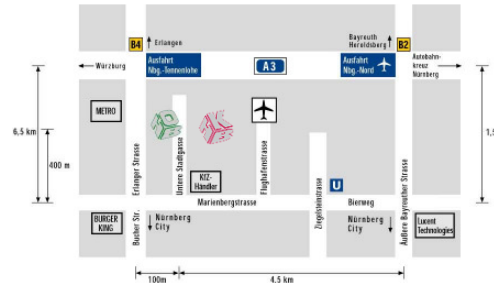 B4
Erlangen
Bayreuth
Heroldsberg
B2
Würzburg
Ausfahrt
Nbg.-Tennenlohe
A3
Ausfahrt
Nbg.-Nord
Autobahn-
kreuz
Nürnberg
METRO
6,5 km
400 m
1,5
Erlanger Strasse
Untere Stadtgasse
KfZ-
Händler
Flughafenstrasse
Ziegelsteinstrasse
U
Äußere Bayreuther Strasse
Marienbergstrasse
Bierweg
BURGER
KING
Bucher Str.
Nürnberg
City
Nürnberg
City
Lucent
Technologies
100m
4.5 km